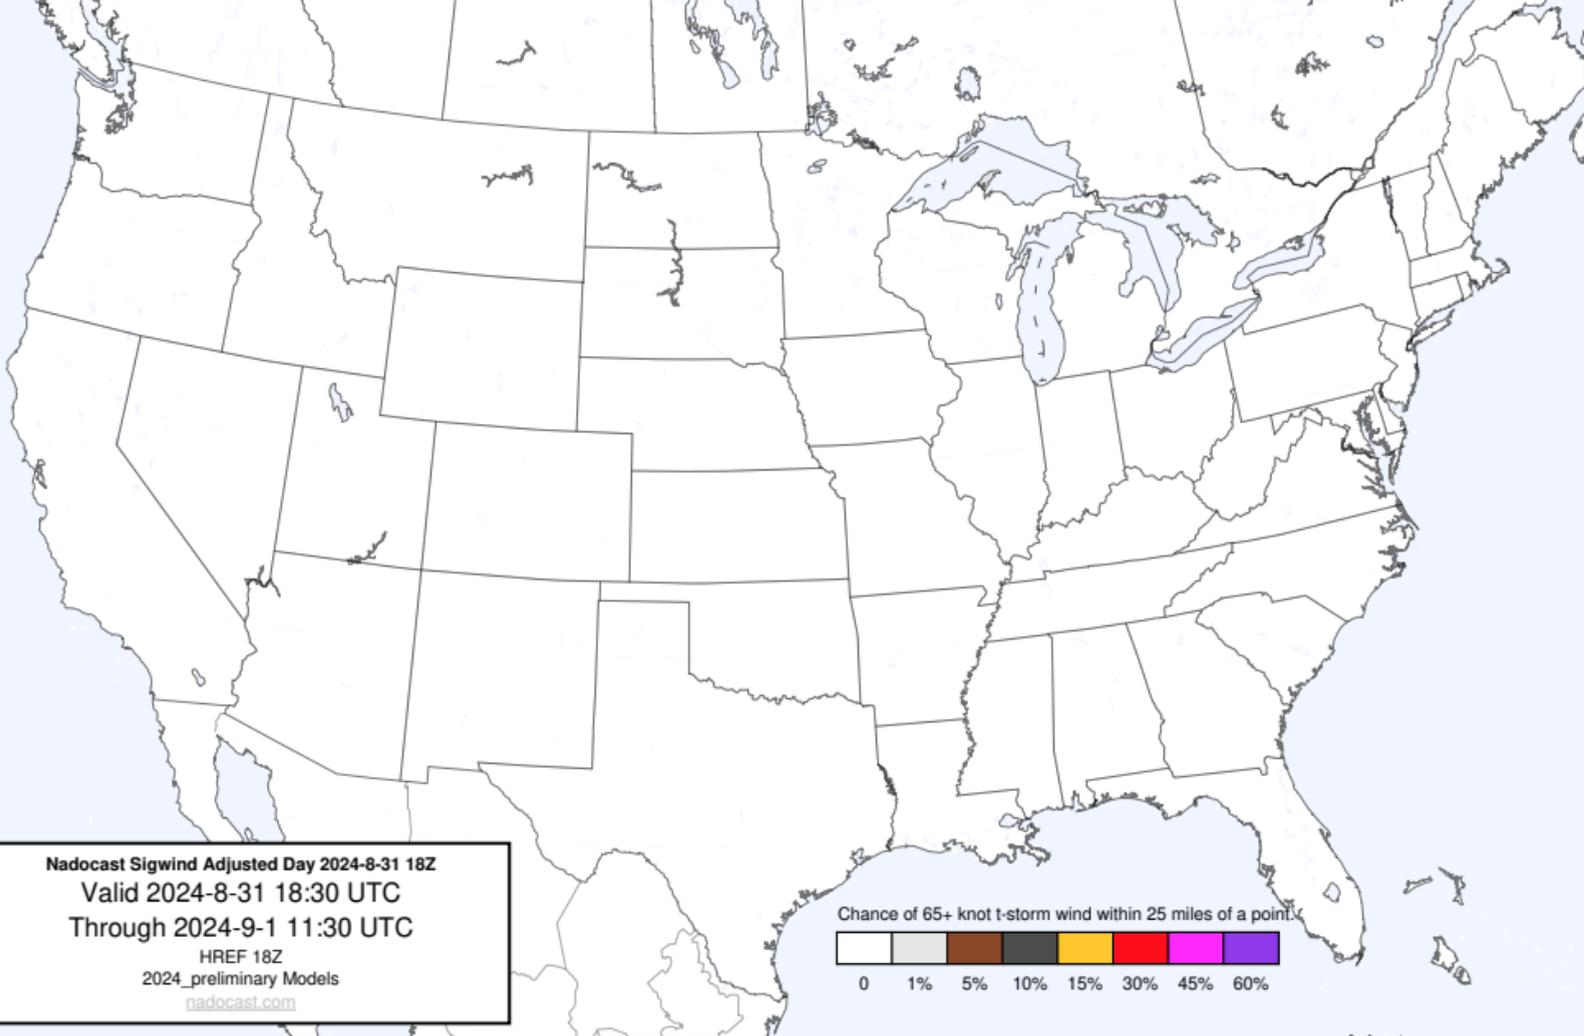 Nadocast Sigwind Adjusted Day 2024-8-31 18Z
Valid 2024-8-31 18:30 UTC
Through 2024-9-1 11:30 UTC
HREF 18Z
2024_preliminary Models
nadocast.com
Chance of 65+ knot t-storm wind within 25 miles of a point.
0 1% 5% 10% 15% 30% 45% 60%